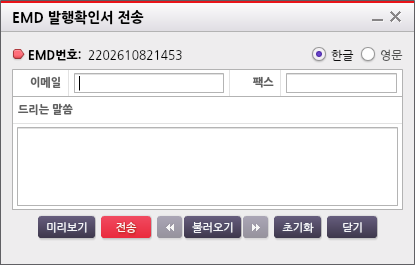 EMD 발행확인서 전송
EMD번호: 2202610821453 한글 영문
이메일 팩스
드리는 말씀
미리보기 전송 불러오기 초기화 닫기